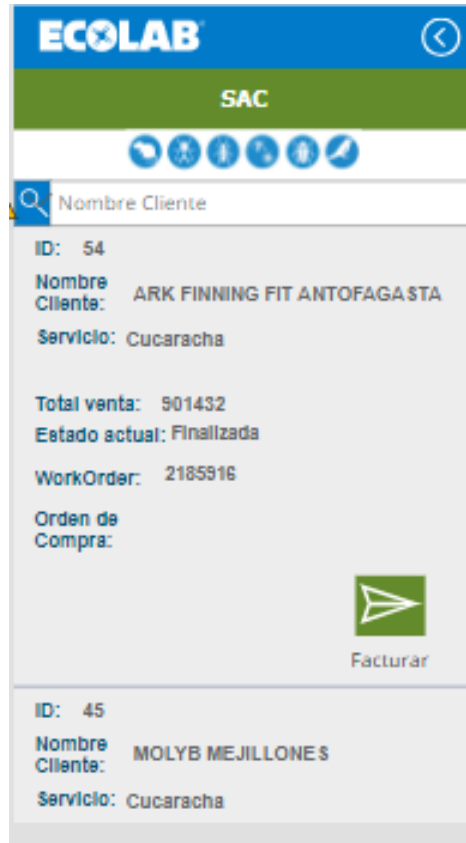 ECOLAB
SAC
Nombre Cliente
ID: 54
Nombre
Cliente: ARK FINNING FIT ANTOFAGASTA
Servicio: Cucaracha
Total venta: 901432
Estado actual: Finalizada
WorkOrder: 2185916
Orden de
Compra:
Facturar
ID: 45
Nombre
Cliente: MOLYB MEJILLONES
Servicio: Cucaracha